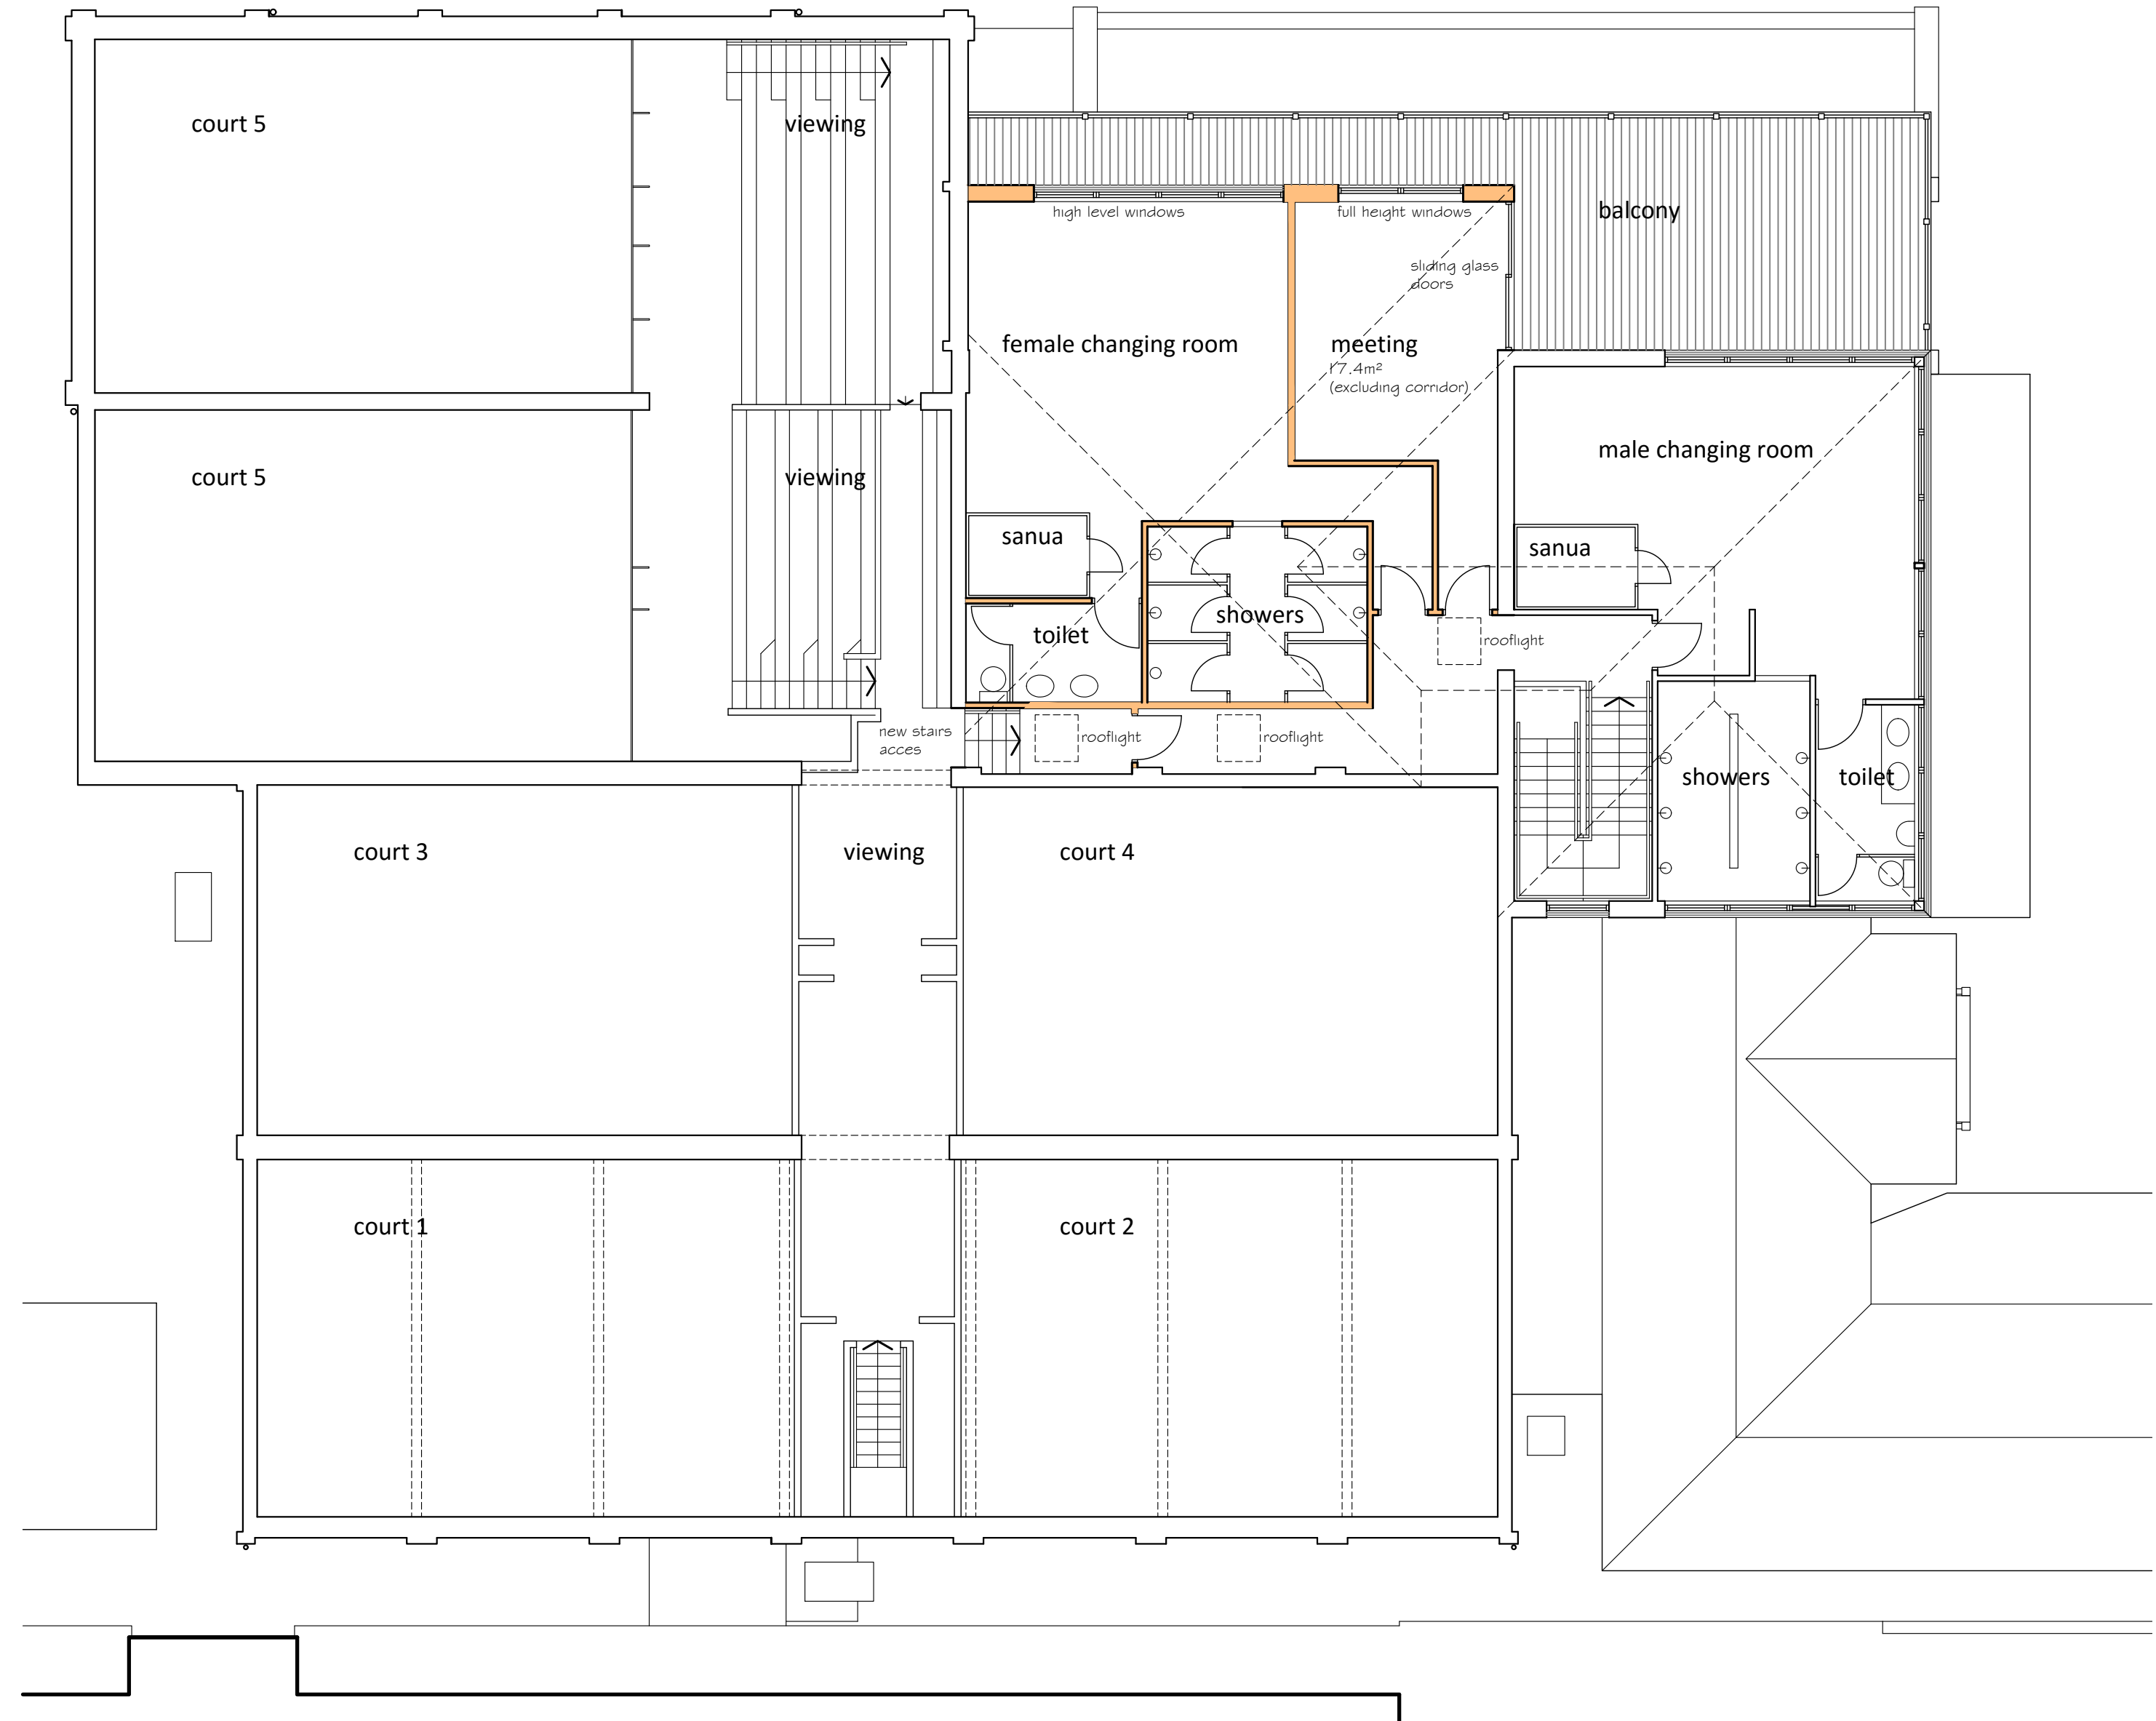 court 5
viewing
balcony
high level windows
full height windows
sliding glass
doors
female changing room
meeting
17.4m²
(excluding corridor)
male changing room
court 5
viewing
sanua
sanua
toilet
showers
rooflight
new stairs
acces
rooflight
rooflight
showers
toilet
court 3
viewing
court 4
court 1
court 2